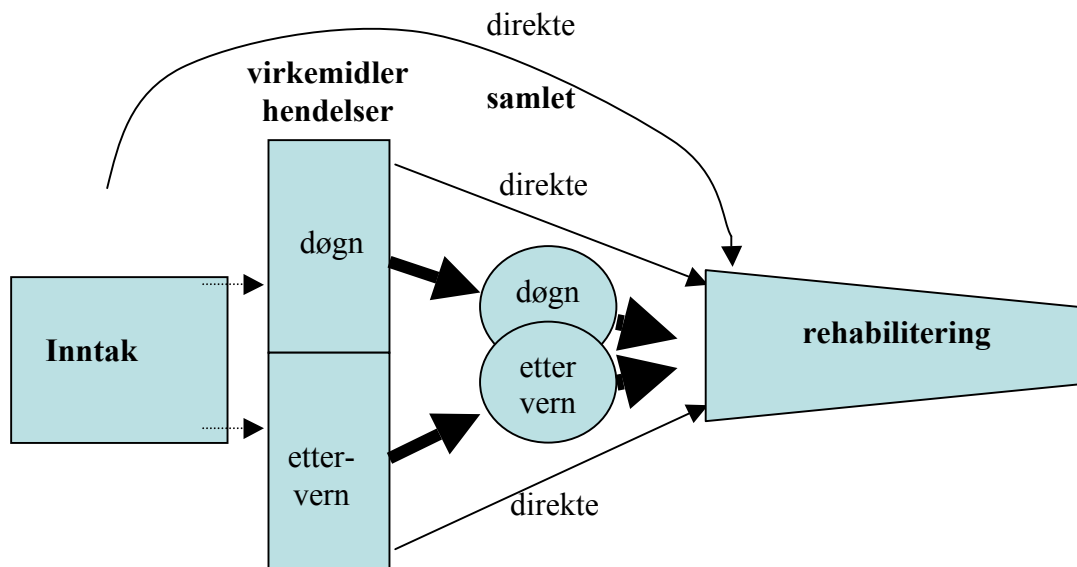 direkte
virkemidler
hendelser
samlet
direkte
døgn
døgn
Inntak
rehabilitering
etter
vern
etter-
vern
direkte